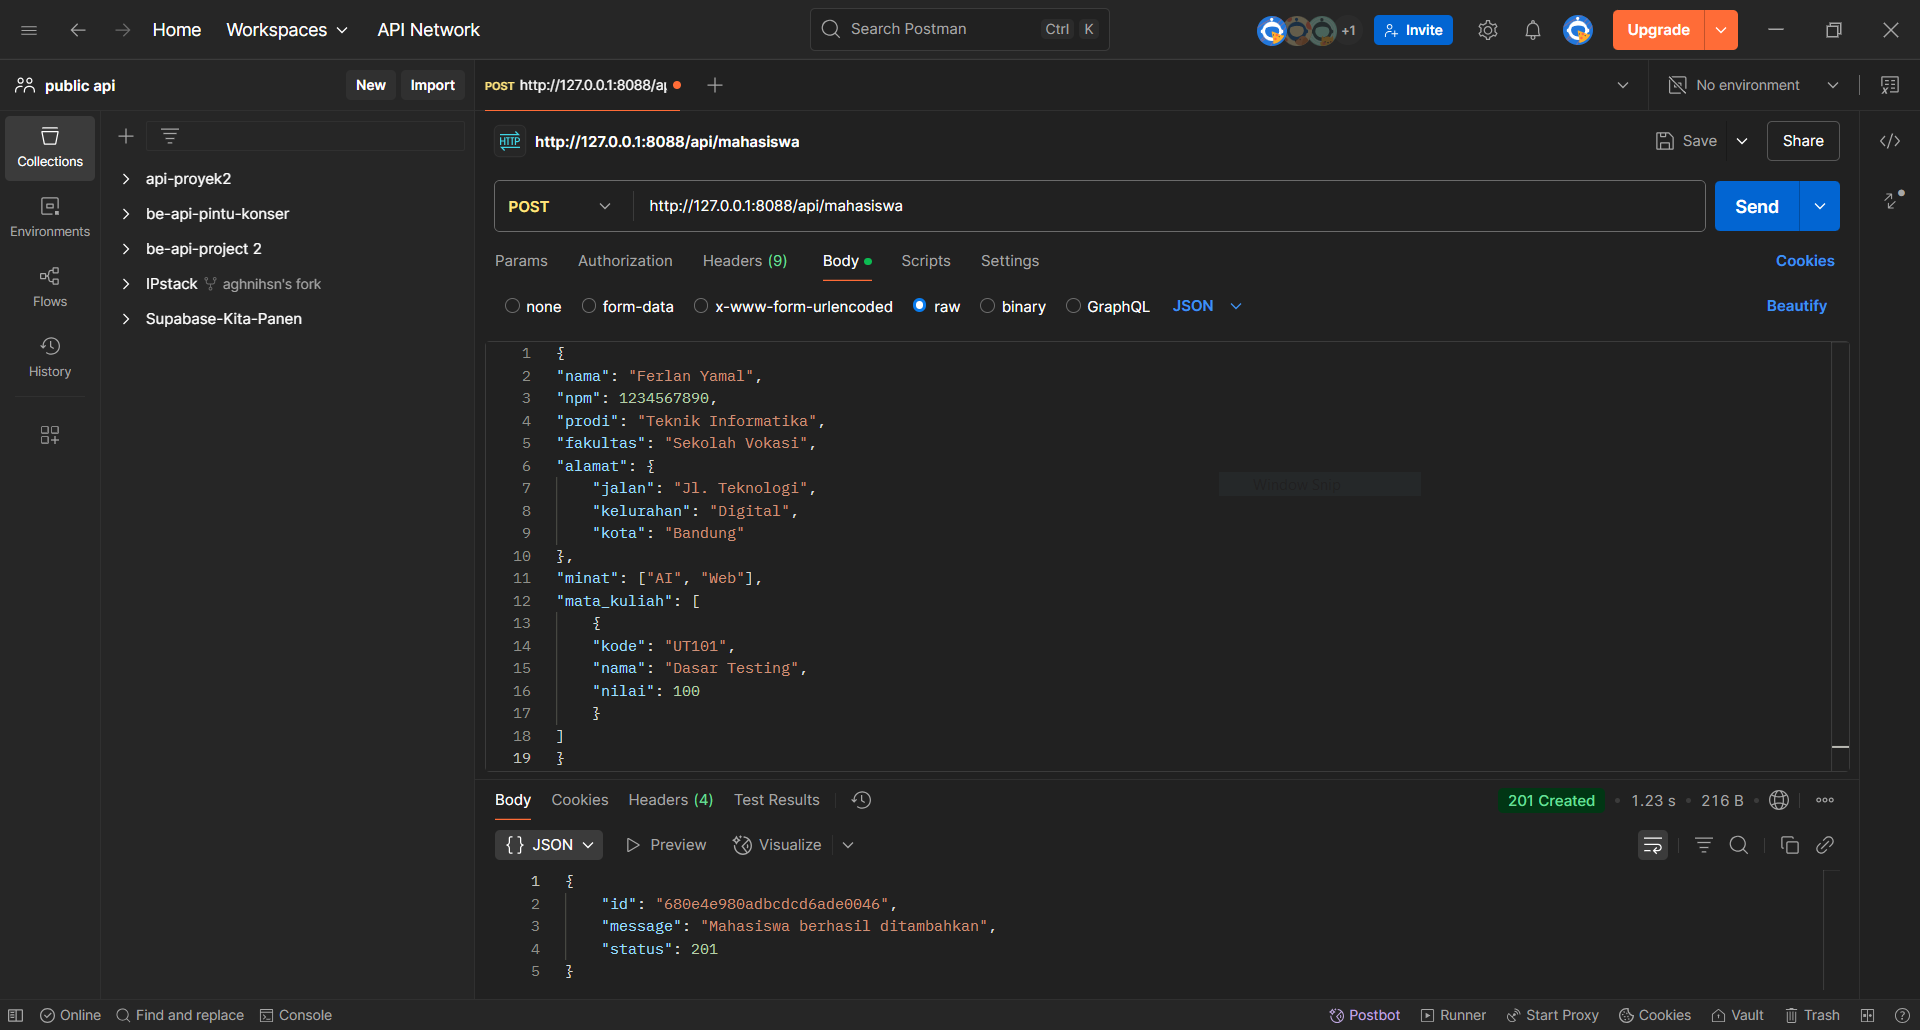 Home Workspaces API Network Search Postman Ctrl K +1 Invite Upgrade
public api New Import POST http://127.0.0.1:8088/a No environment
HTTP http://127.0.0.1:8088/api/mahasiswa Save Share
Collections
Environments
Flows
History
api-proyek2
be-api-pintu-konser
be-api-project 2
IPstack aghnihsn's fork
Supabase-Kita-Panen
POST http://127.0.0.1:8088/api/mahasiswa Send
Params Authorization Headers (9) Body Scripts Settings Cookies
none form-data x-www-form-urlencoded raw binary GraphQL JSON Beautify
1 {
2 "nama": "Ferlan Yamal",
3 "npm": 1234567890,
4 "prodi": "Teknik Informatika",
5 "fakultas": "Sekolah Vokasi",
6 "alamat": {
7 "jalan": "Jl. Teknologi",
8 "kelurahan": "Digital",
9 "kota": "Bandung"
10 },
11 "minat": ["AI", "Web"],
12 "mata_kuliah": [
13 {
14 "kode": "UT101",
15 "nama": "Dasar Testing",
16 "nilai": 100
17 }
18 ]
19 }
Body Cookies Headers (4) Test Results 201 Created 1.23 s 216 B
{} JSON Preview Visualize
1 {
2 "id": "680e4e980adbcdcd6ade0046",
3 "message": "Mahasiswa berhasil ditambahkan",
4 "status": 201
5 }
Online Find and replace Console Postbot Runner Start Proxy Cookies Vault Trash